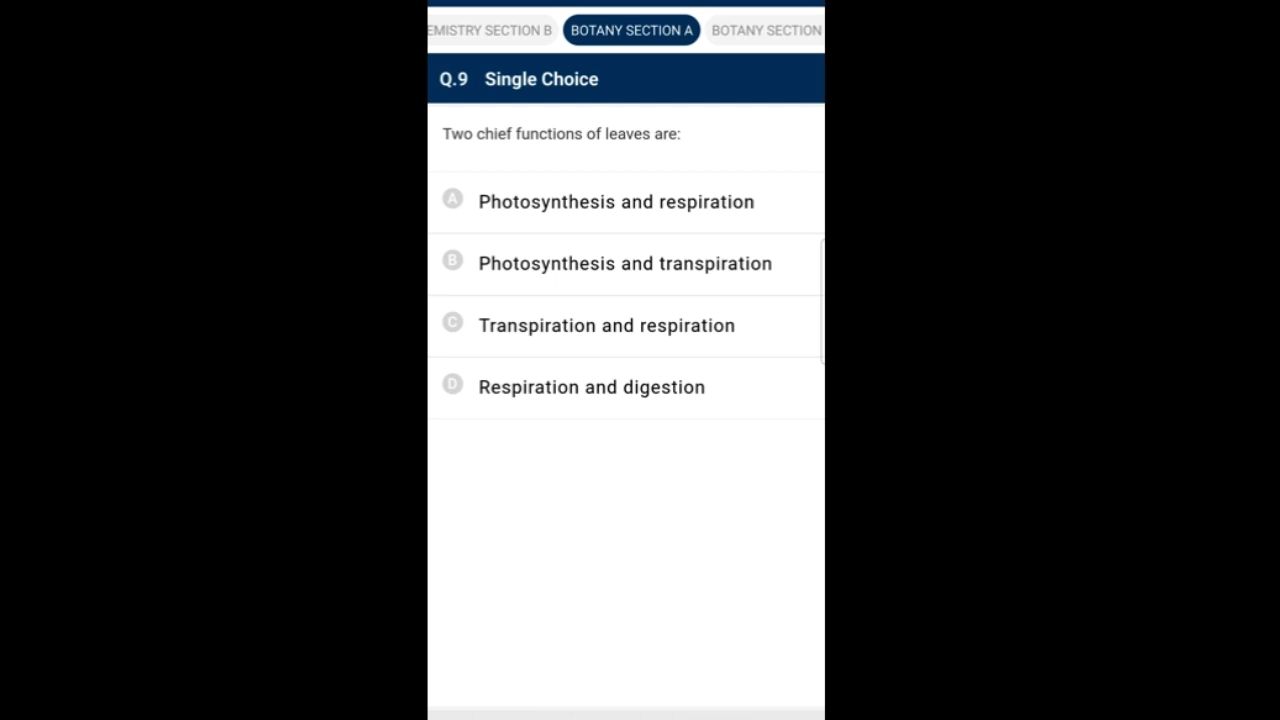 EMISTRY SECTION B BOTANY SECTION A BOTANY SECTION
Q.9 Single Choice
Two chief functions of leaves are:
A Photosynthesis and respiration
B Photosynthesis and transpiration
C Transpiration and respiration
D Respiration and digestion